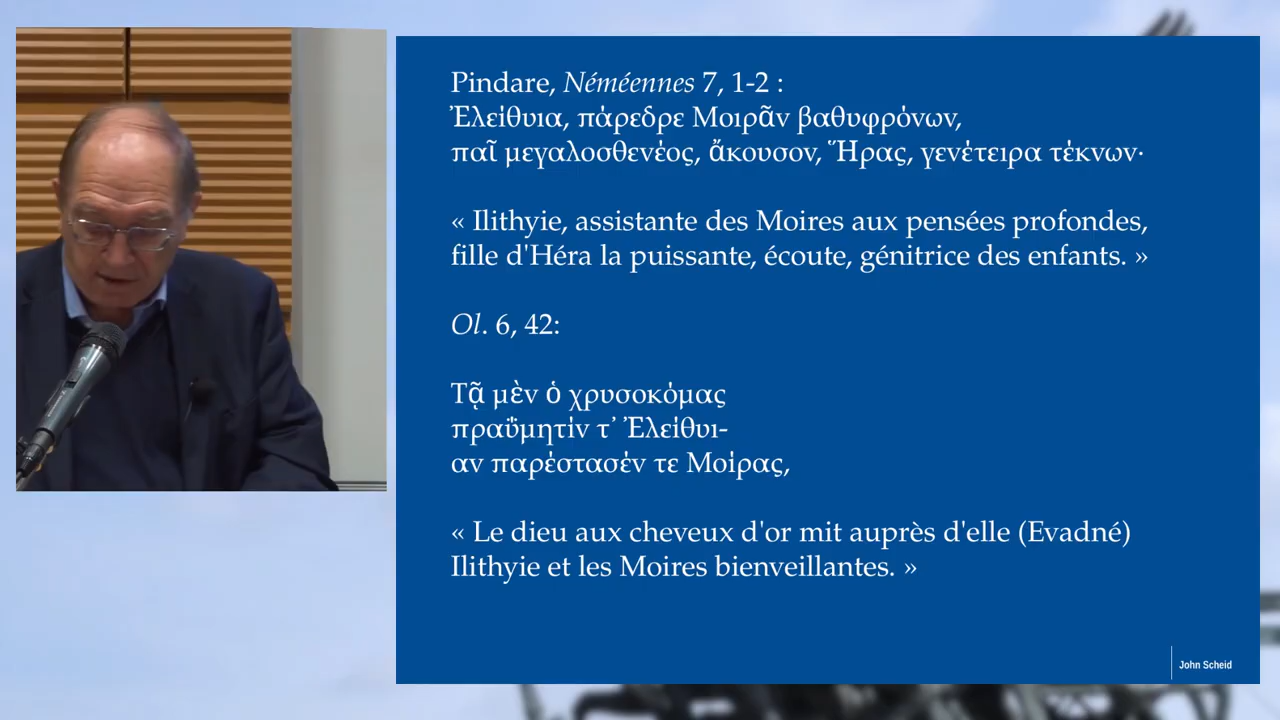 Pindare, Néméennes 7, 1-2 :
Ἐλείθυια, πάρεδρε Μοιρᾶν βαθυφρόνων,
παῖ μεγαλοσθενέος, ἄκουσον, Ἥρας, γενέτειρα τέκνων·
« Ilithyie, assistante des Moires aux pensées profondes,
fille d'Héra la puissante, écoute, génitrice des enfants. »
Ol. 6, 42:
Τᾷ μὲν ὁ χρυσοκόμας
πραΰμητίν τ᾽ Ἐλείθυι-
αν παρέστασέν τε Μοίρας,
« Le dieu aux cheveux d'or mit auprès d'elle (Evadné)
Ilithyie et les Moires bienveillantes. »
John Scheid